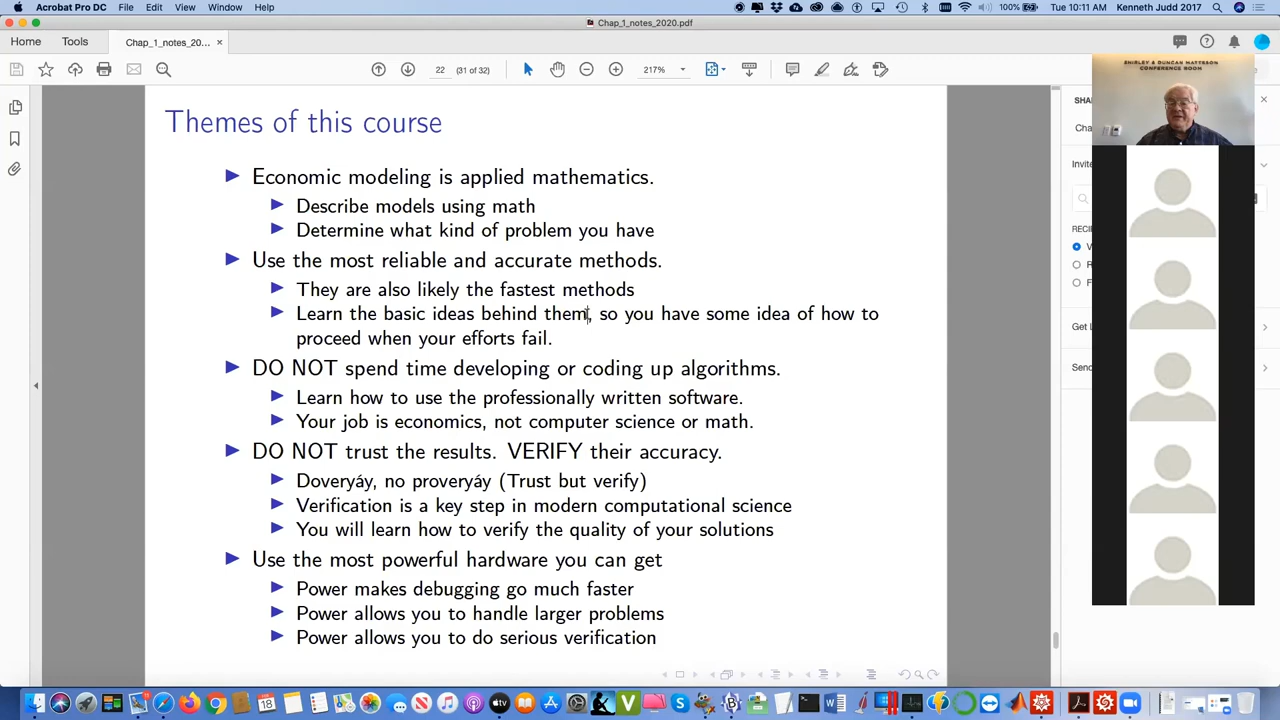 Acrobat Pro DC File Edit View Window Help 100% Tue 10:11 AM Kenneth Judd 2017
Chap_1_notes_2020.pdf
Home Tools Chap_1_notes_20... ×
22 (31 of 52) 217%
SHIRLEY & DUNCAN MATTESON
CONFERENCE ROOM
Themes of this course
Economic modeling is applied mathematics.
Describe models using math
Determine what kind of problem you have
Use the most reliable and accurate methods.
They are also likely the fastest methods
Learn the basic ideas behind them, so you have some idea of how to
proceed when your efforts fail.
DO NOT spend time developing or coding up algorithms.
Learn how to use the professionally written software.
Your job is economics, not computer science or math.
DO NOT trust the results. VERIFY their accuracy.
Doveryáy, no proveryáy (Trust but verify)
Verification is a key step in modern computational science
You will learn how to verify the quality of your solutions
Use the most powerful hardware you can get
Power makes debugging go much faster
Power allows you to handle larger problems
Power allows you to do serious verification
SHA
Cha
Invite
RECI
V
R
F
Get L
Send